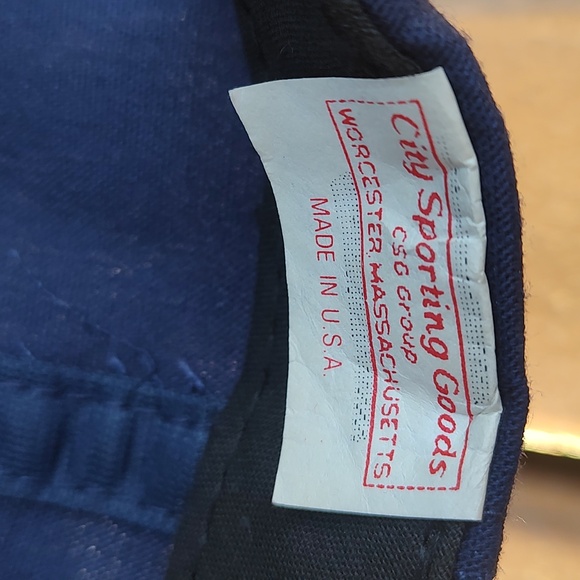 City Sporting Goods
CSG Group
WORCESTER, MASSACHUSETTS
MADE IN U.S.A.